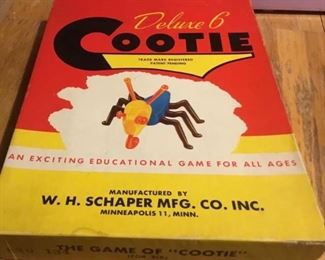 Deluxe 6
COOTIE
TRADE MARK REGISTERED
PATENT PENDING
AN EXCITING EDUCATIONAL GAME FOR ALL AGES
MANUFACTURED BY
W. H. SCHAPER MFG. CO. INC.
MINNEAPOLIS 11, MINN.
THE GAME OF "COOTIE"